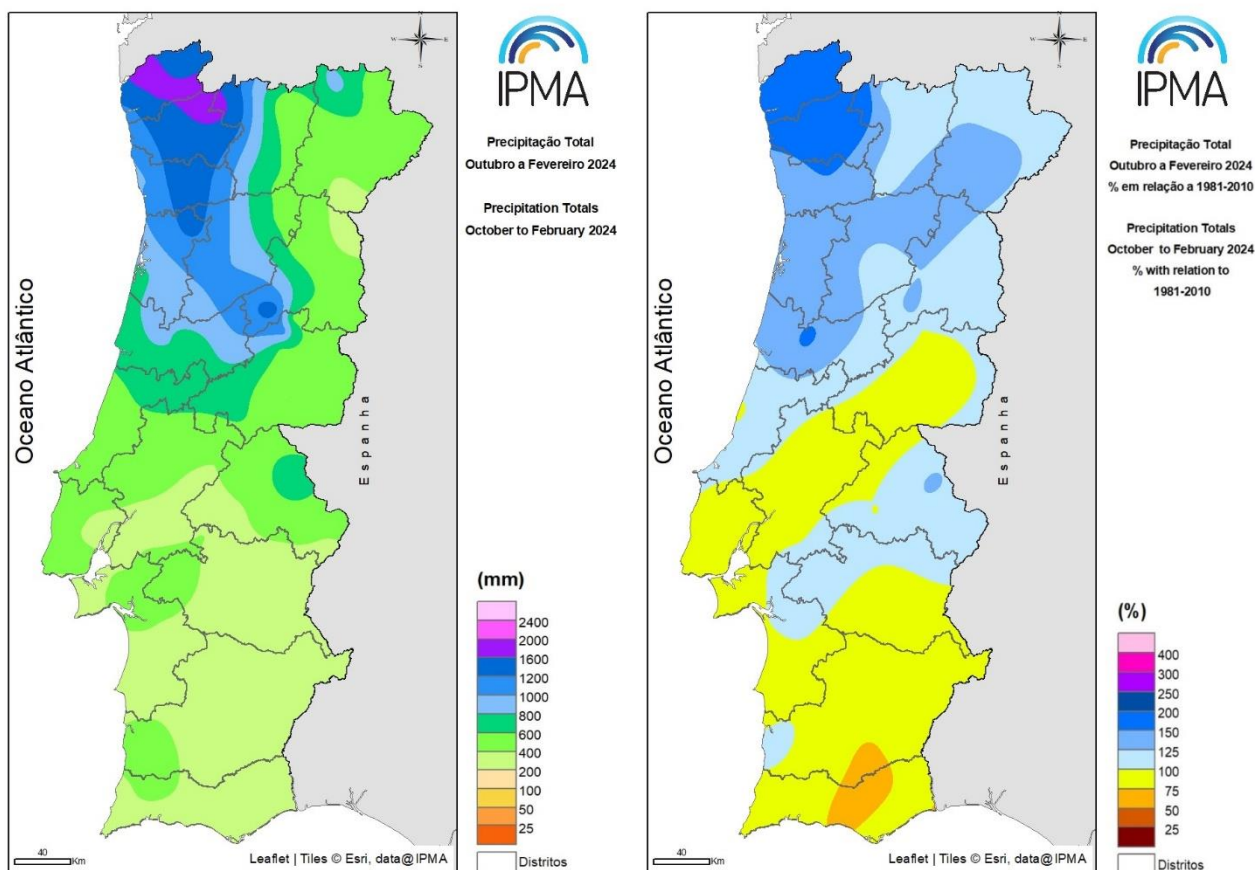 W E
N
S
IPMA
Precipitação Total
Outubro a Fevereiro 2024
Precipitation Totals
October to February 2024
Oceano Atlântico
Espanha
(mm)
2400
2000
1600
1200
1000
800
600
400
200
100
50
25
Distritos
40
Km
Leaflet | Tiles © Esri, data@IPMA
W E
N
S
IPMA
Precipitação Total
Outubro a Fevereiro 2024
% em relação a 1981-2010
Precipitation Totals
October to February 2024
% with relation to
1981-2010
Oceano Atlântico
Espanha
(%)
400
300
250
200
150
125
100
75
50
25
Distritos
40
Km
Leaflet | Tiles © Esri, data@IPMA